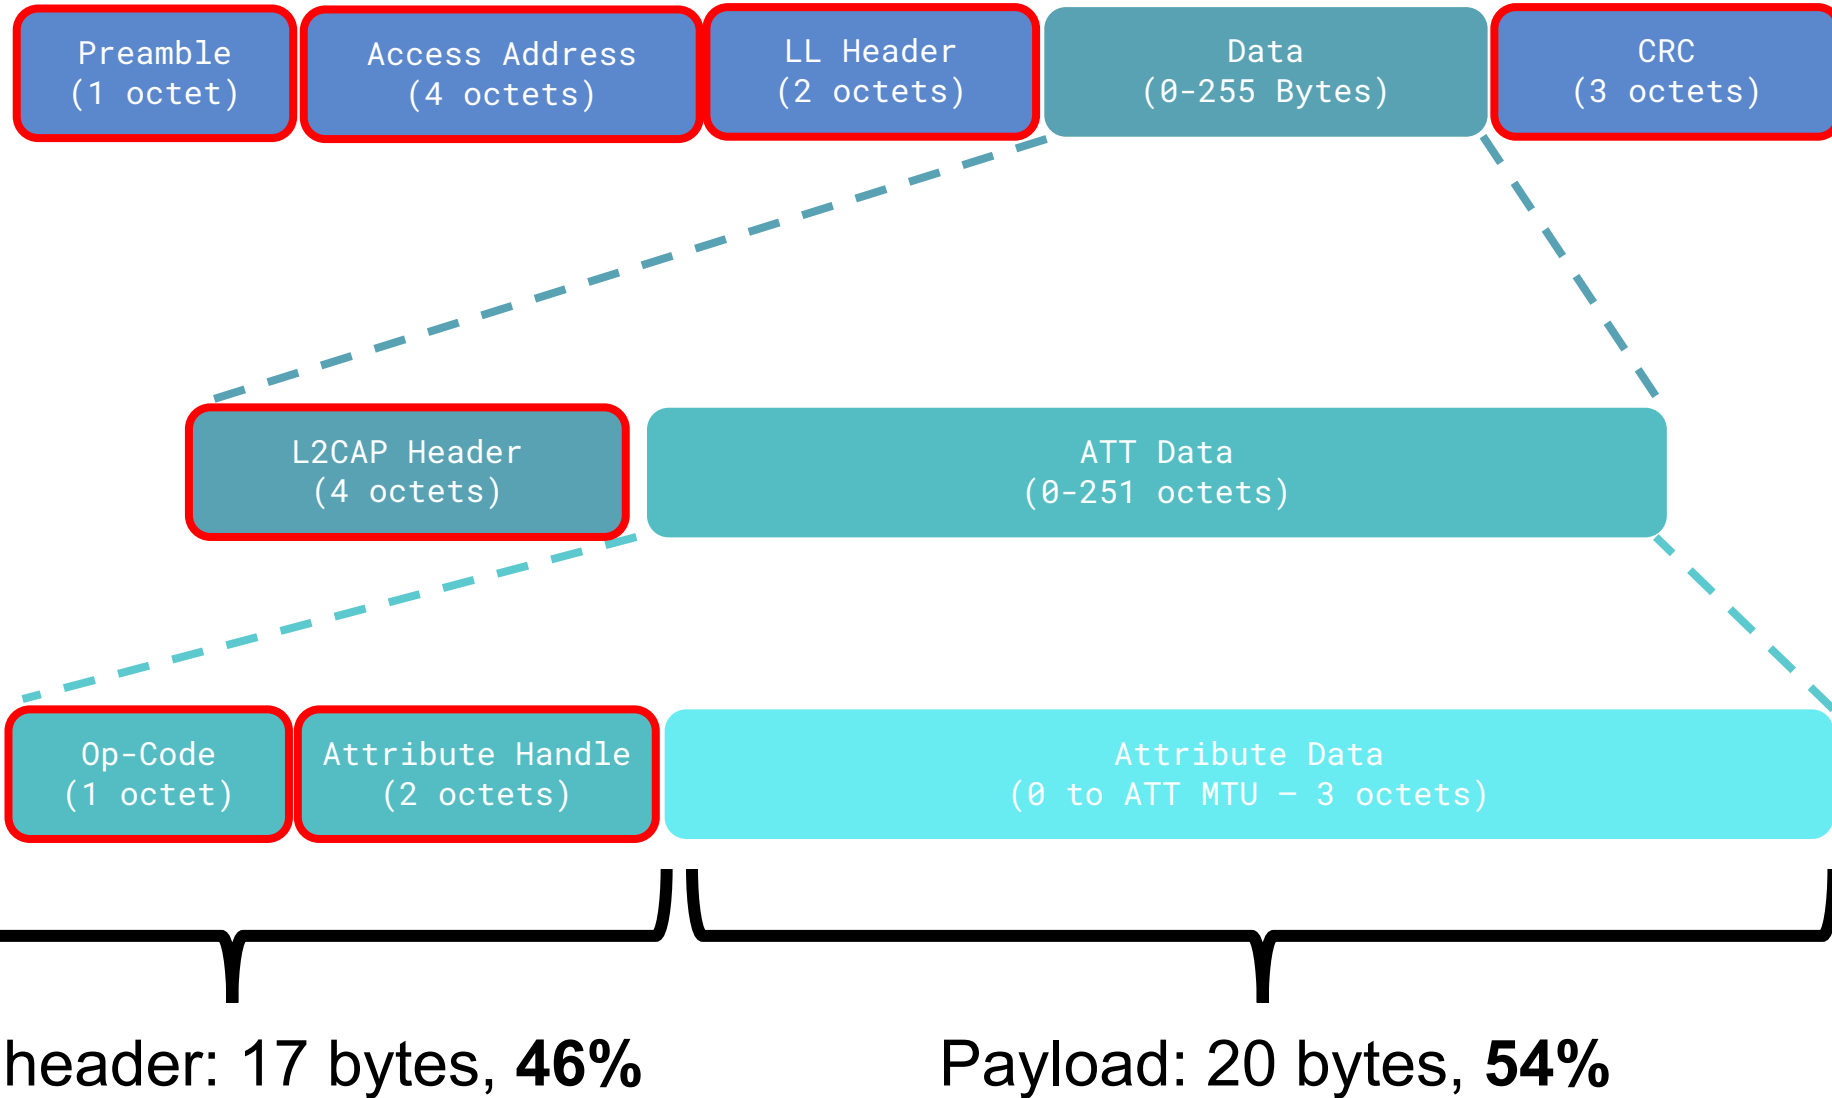 Preamble
(1 octet)
Access Address
(4 octets)
LL Header
(2 octets)
Data
(0-255 Bytes)
CRC
(3 octets)
L2CAP Header
(4 octets)
ATT Data
(0-251 octets)
Op-Code
(1 octet)
Attribute Handle
(2 octets)
Attribute Data
(0 to ATT MTU – 3 octets)
header: 17 bytes, 46%
Payload: 20 bytes, 54%